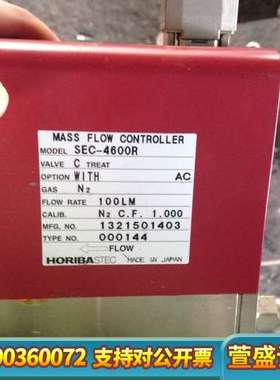 MASS FLOW CONTROLLER
MODEL SEC-4600R
VALVE C TREAT
OPTION WITH AC
GAS N2
FLOW RATE 100LM
CALIB. N2 C.F. 1.000
MFG. NO. 1321501403
TYPE NO. 000144
FLOW
HORIBASTEC MADE IN JAPAN
00360072 支持对公开票 萱盛